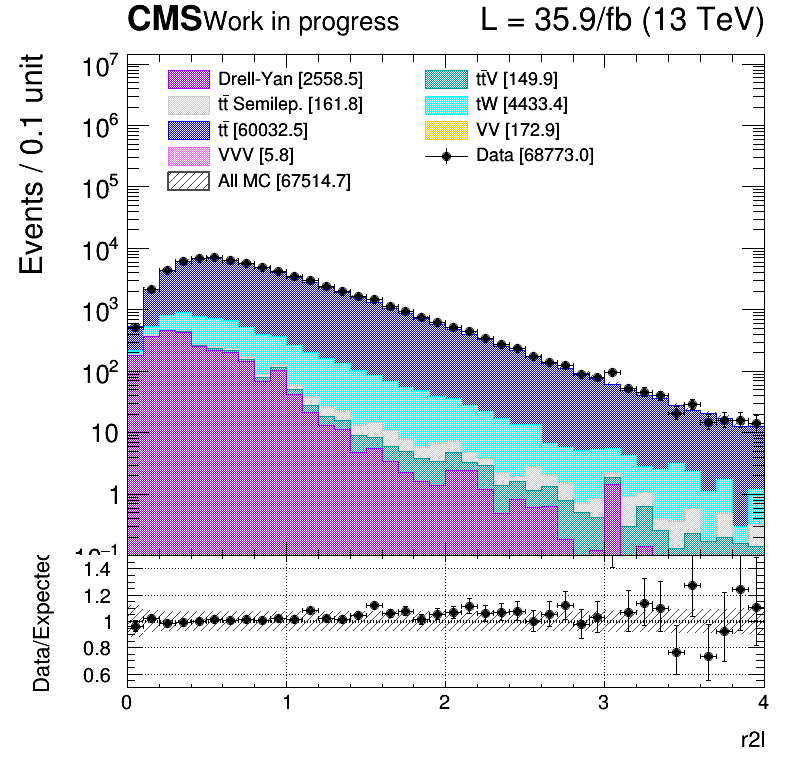 CMS Work in progress L = 35.9/fb (13 TeV)
Events / 0.1 unit
Drell-Yan [2558.5]
tt̄ Semilep. [161.8]
tt̄ [60032.5]
VVV [5.8]
All MC [67514.7]
tt̄V [149.9]
tW [4433.4]
VV [172.9]
Data [68773.0]
10⁷
10⁶
10⁵
10⁴
10³
10²
10
1
10⁻¹
Data/Expected
1.4
1.2
1
0.8
0.6
0 1 2 3 4
r2l